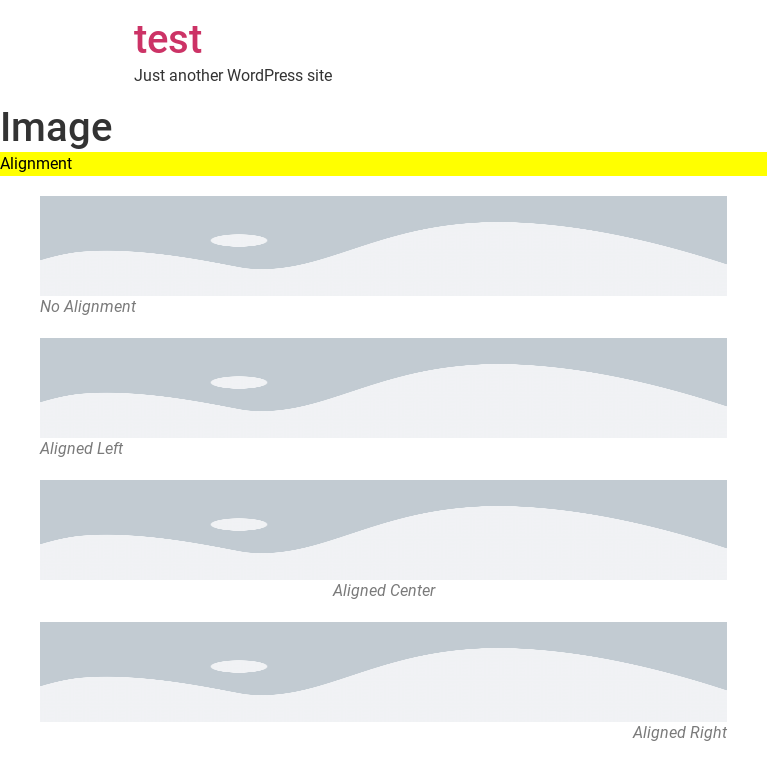 test
Just another WordPress site
Image
Alignment
No Alignment
Aligned Left
Aligned Center
Aligned Right